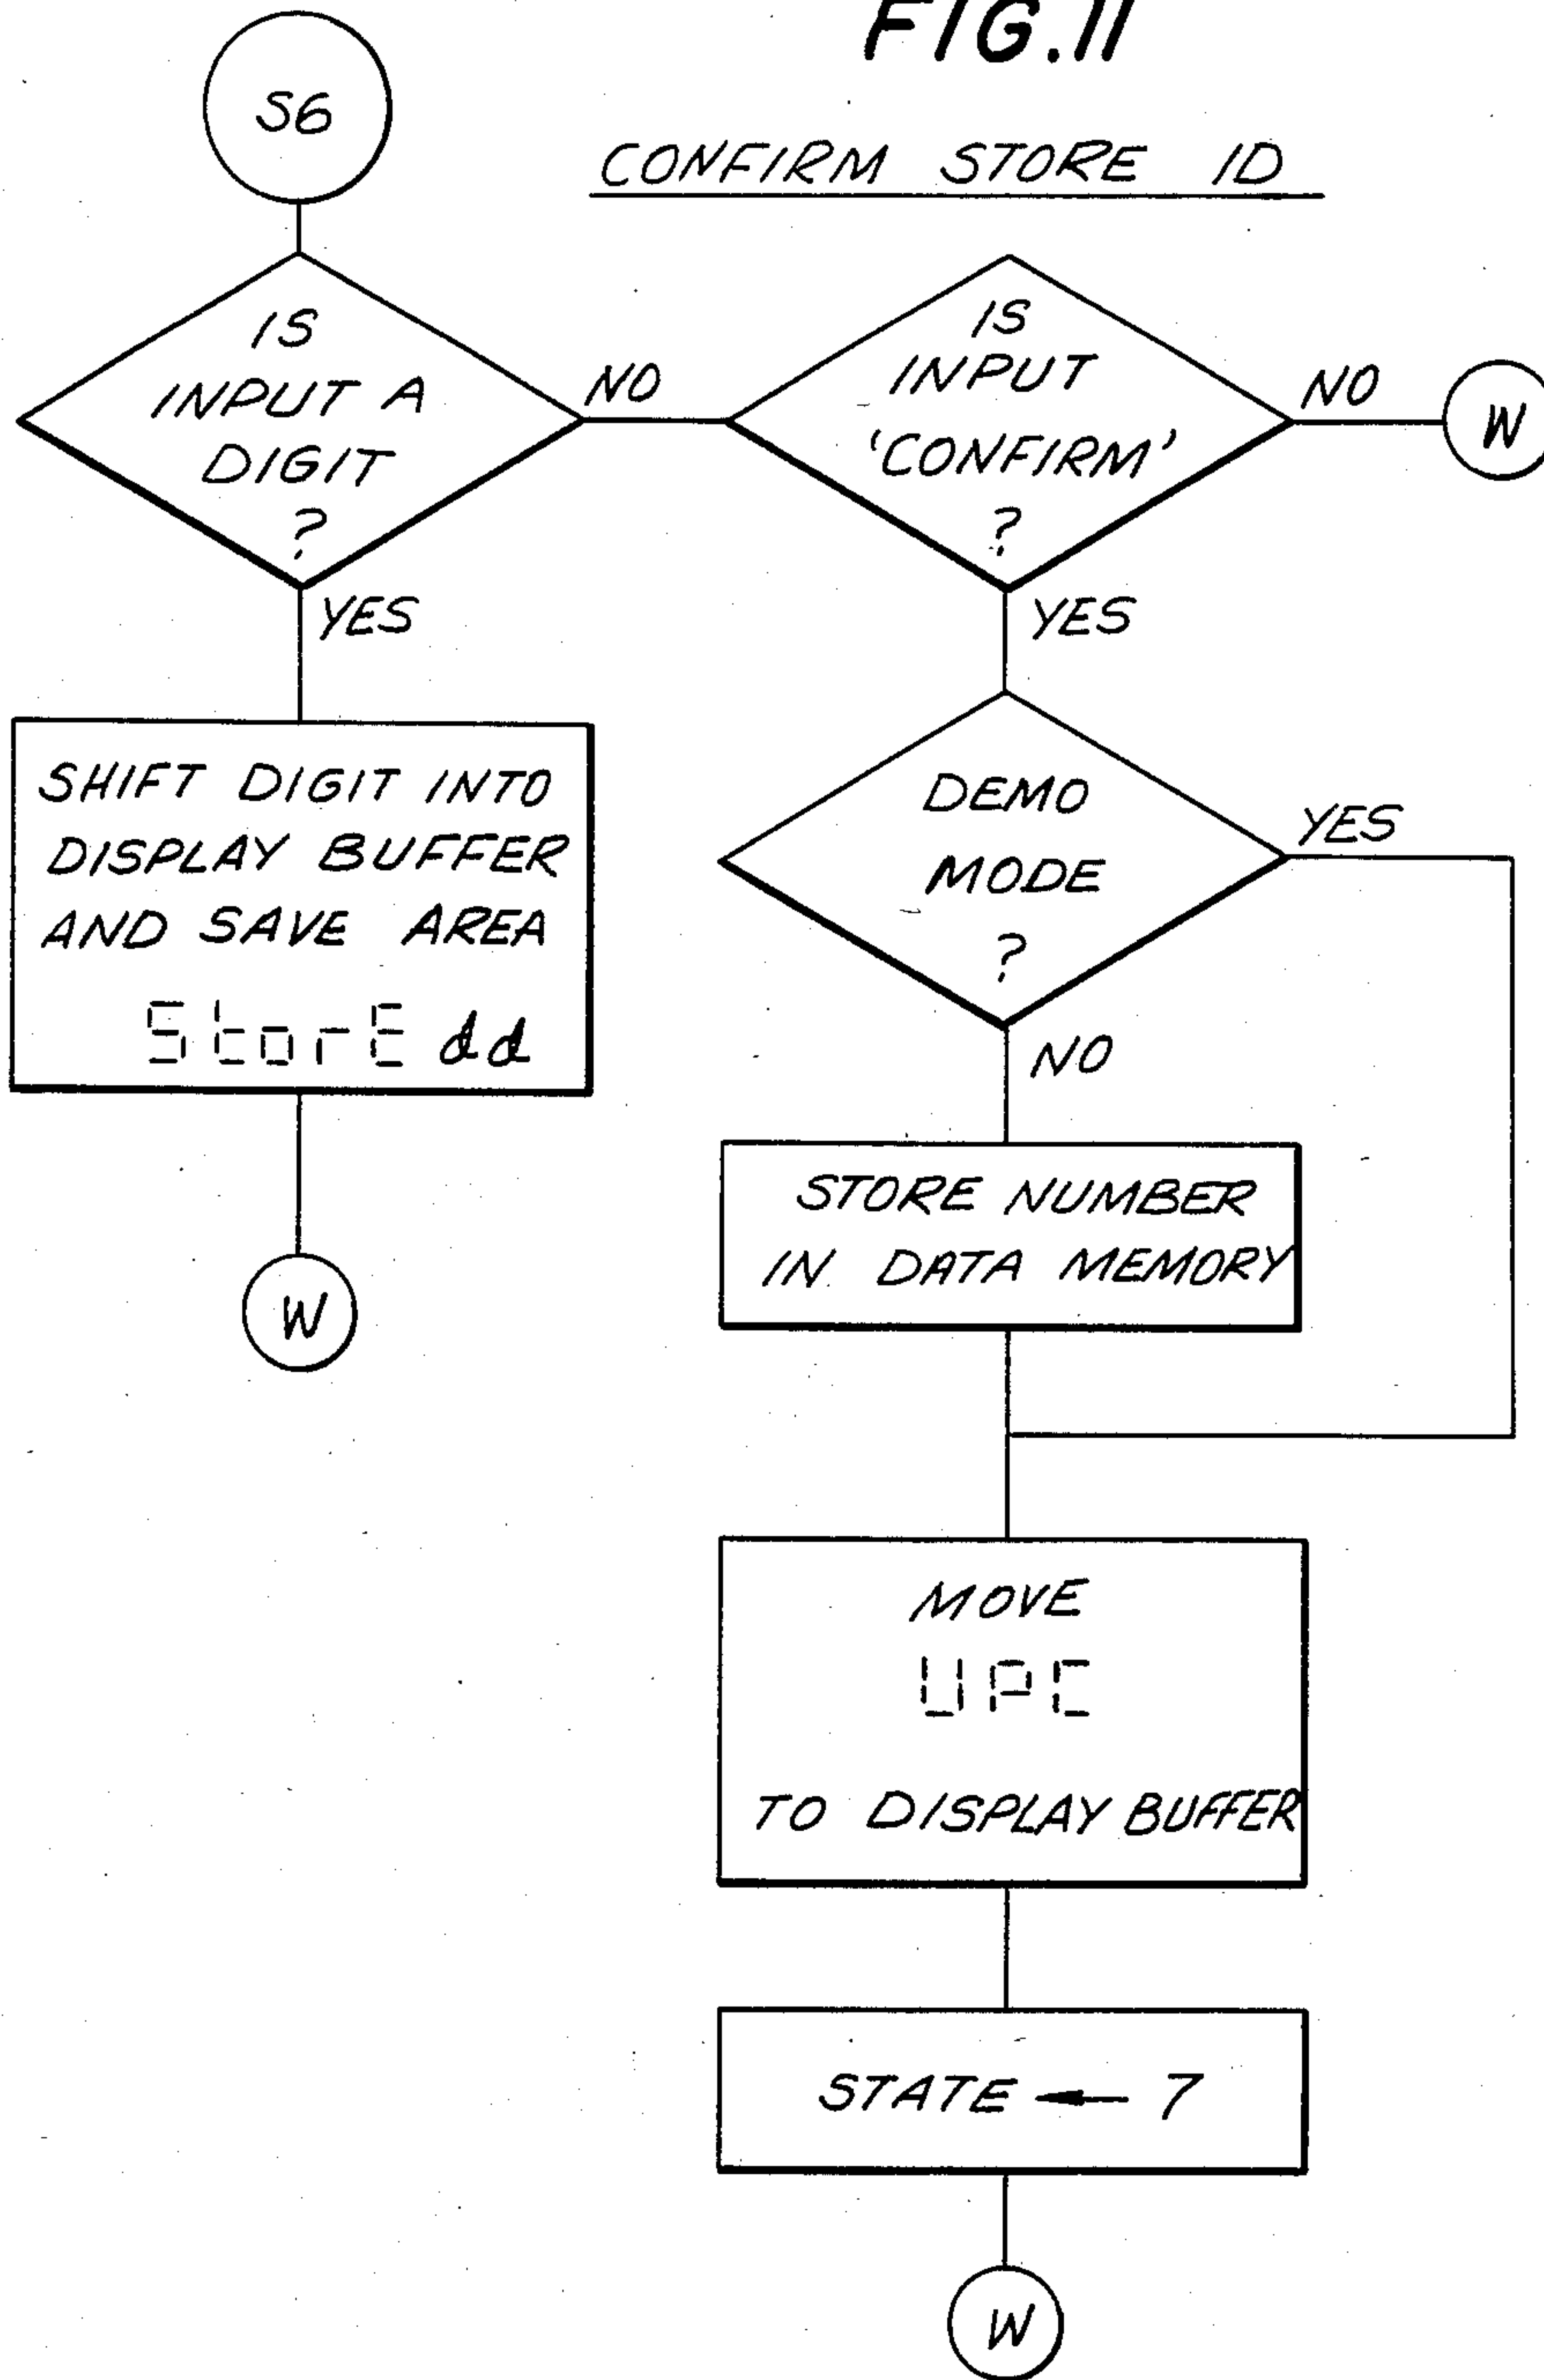 FIG.11
CONFIRM STORE ID
S6
IS
INPUT A
DIGIT
?
NO
YES
IS
INPUT
'CONFIRM'
?
NO
W
YES
SHIFT DIGIT INTO
DISPLAY BUFFER
AND SAVE AREA
StorE dd
W
DEMO
MODE
?
YES
NO
STORE NUMBER
IN DATA MEMORY
MOVE
UPC
TO DISPLAY BUFFER
STATE ← 7
W